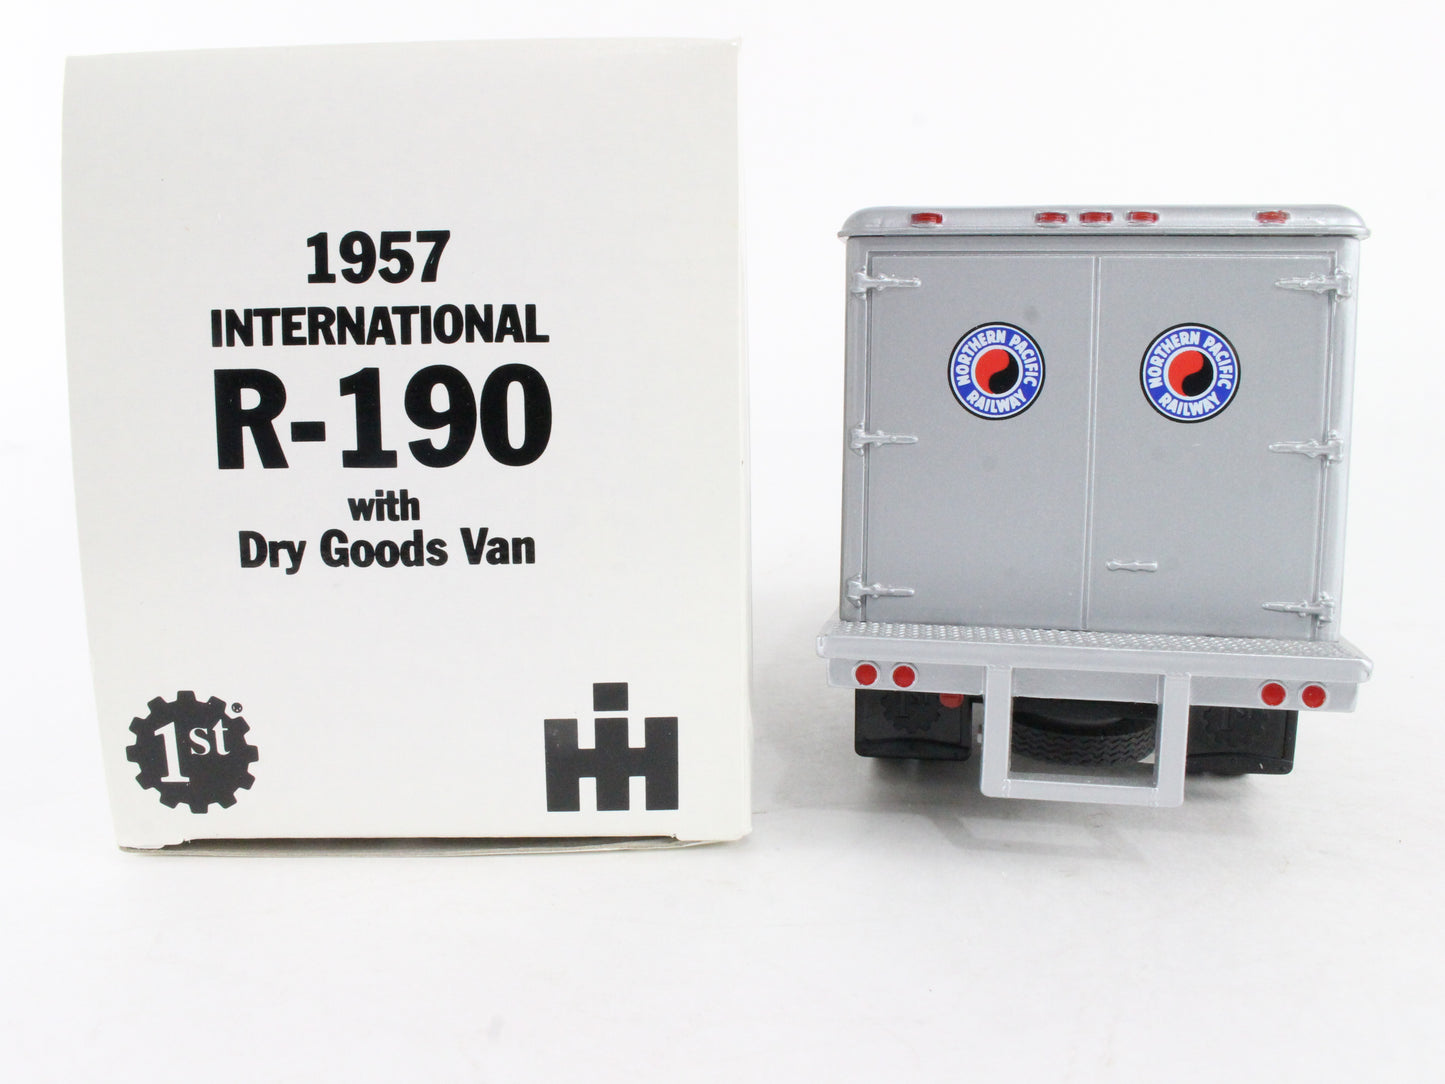 1957
INTERNATIONAL
R-190
with
Dry Goods Van
1st®
IH
NORTHERN PACIFIC
RAILWAY
NORTHERN PACIFIC
RAILWAY